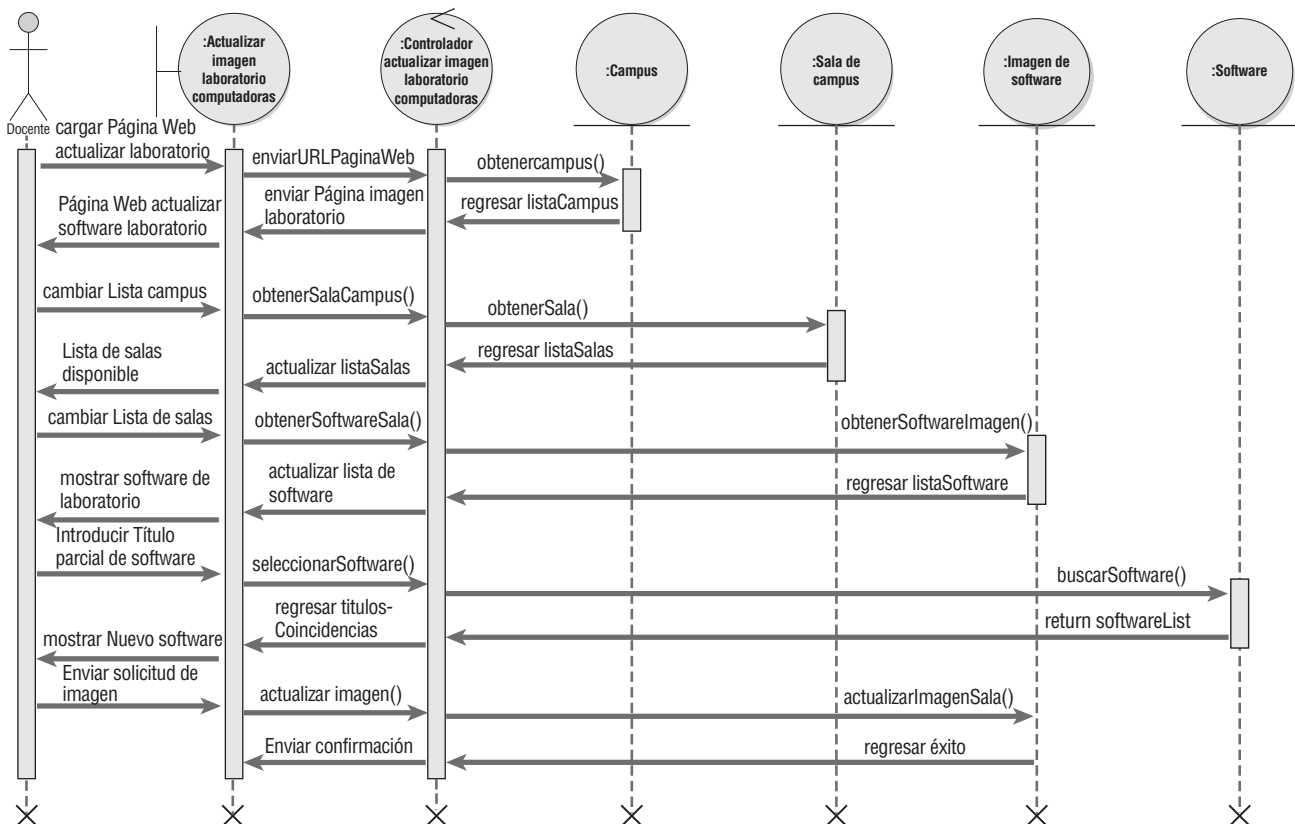 :Actualizar
imagen
laboratorio
computadoras
:Controlador
actualizar imagen
laboratorio
computadoras
:Campus
:Sala de
campus
:Imagen de
software
:Software
Docente
cargar Página Web
actualizar laboratorio
enviarURLPaginaWeb
obtenercampus()
regresar listaCampus
enviar Página imagen
laboratorio
Página Web actualizar
software laboratorio
cambiar Lista campus
obtenerSalaCampus()
obtenerSala()
regresar listaSalas
actualizar listaSalas
Lista de salas
disponible
cambiar Lista de salas
obtenerSoftwareSala()
obtenerSoftwareImagen()
regresar listaSoftware
actualizar lista de
software
mostrar software de
laboratorio
Introducir Título
parcial de software
seleccionarSoftware()
buscarSoftware()
return softwareList
regresar titulos-
Coincidencias
mostrar Nuevo software
Enviar solicitud de
imagen
actualizar imagen()
actualizarImagenSala()
regresar éxito
Enviar confirmación